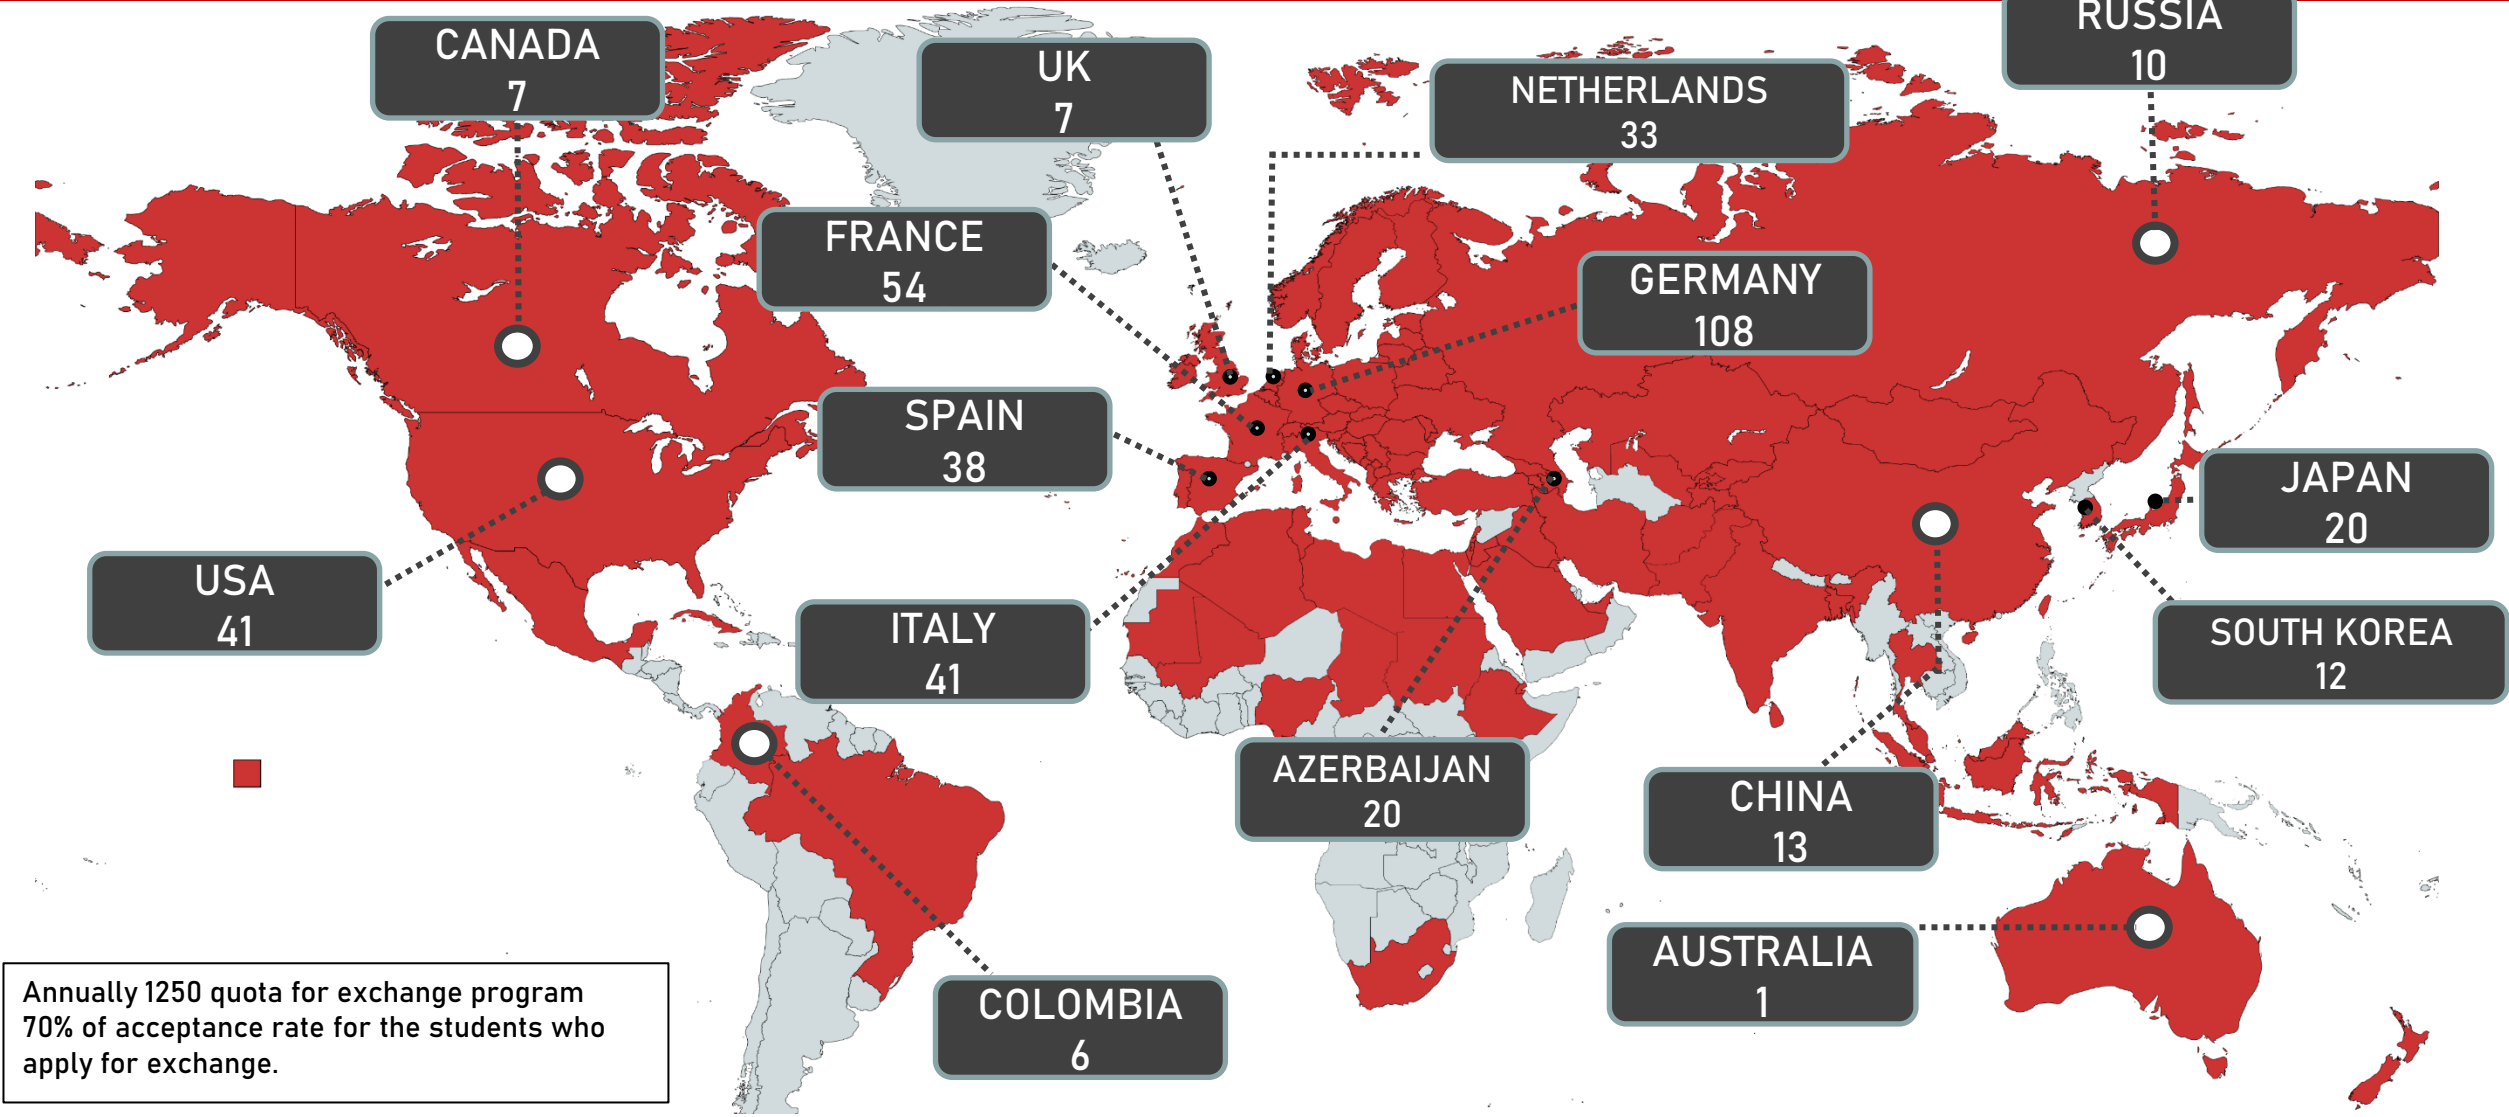 CANADA
7
UK
7
NETHERLANDS
33
RUSSIA
10
FRANCE
54
GERMANY
108
SPAIN
38
JAPAN
20
USA
41
ITALY
41
SOUTH KOREA
12
AZERBAIJAN
20
CHINA
13
AUSTRALIA
1
COLOMBIA
6
Annually 1250 quota for exchange program
70% of acceptance rate for the students who
apply for exchange.